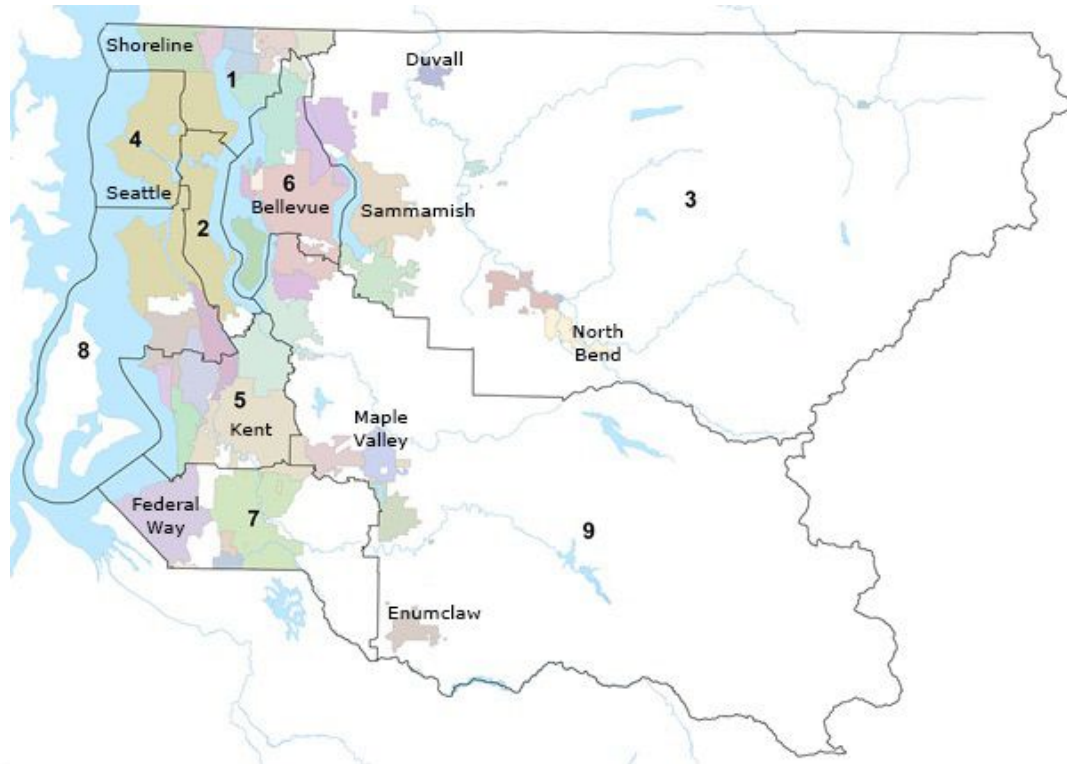 Shoreline
Duvall
1
4
6
Seattle
Bellevue
Sammamish
3
2
North
Bend
8
5
Kent
Maple
Valley
Federal
Way
7
9
Enumclaw